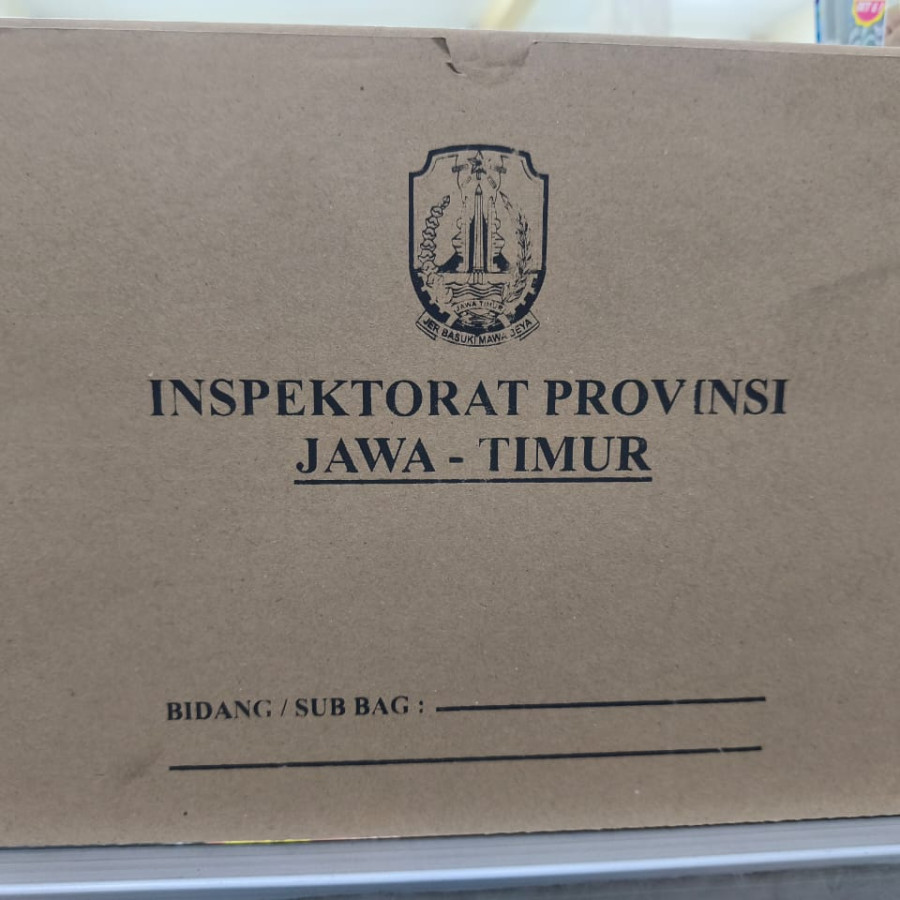 JAWA TIMUR
JER BASUKI MAWA BEYA
INSPEKTORAT PROVINSI
JAWA - TIMUR
BIDANG / SUB BAG :